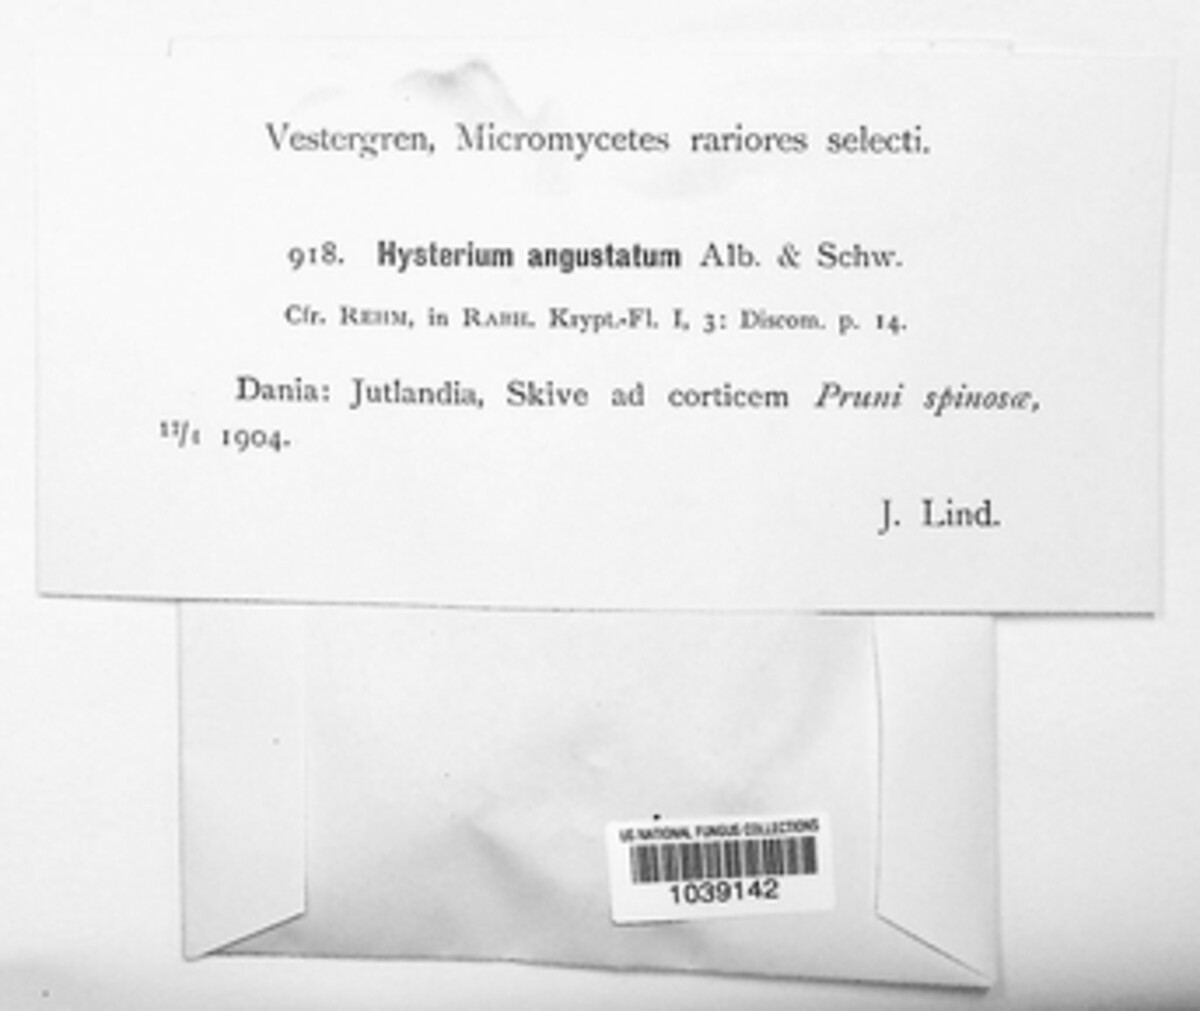 Vestergren, Micromycetes rariores selecti.
918. Hysterium angustatum Alb. & Schw.
Cfr. REHM, in RABH. Krypt.-Fl. I, 3: Discom. p. 14.
Dania: Jutlandia, Skive ad corticem Pruni spinosæ,
11/1 1904.
J. Lind.
US NATIONAL FUNGUS COLLECTIONS
1039142